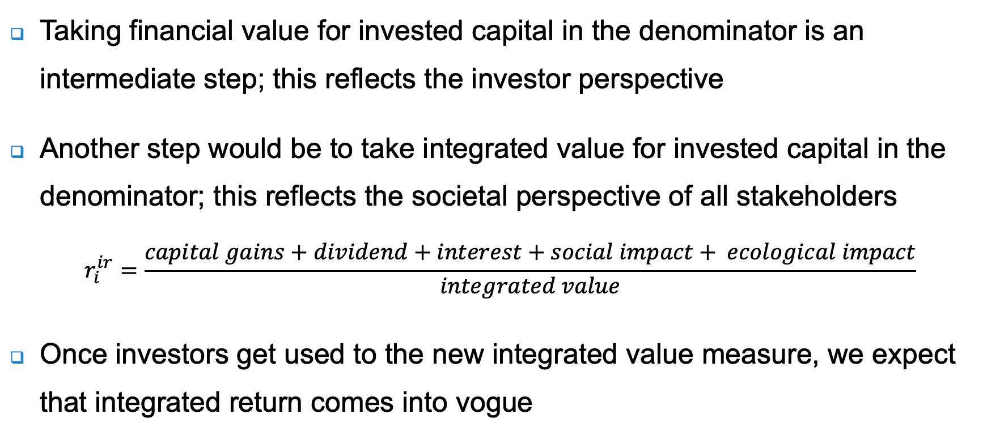 ❑ Taking financial value for invested capital in the denominator is an
intermediate step; this reflects the investor perspective
❑ Another step would be to take integrated value for invested capital in the
denominator; this reflects the societal perspective of all stakeholders
r_i^{ir} = \frac{capital gains + dividend + interest + social impact + ecological impact}{integrated value}
❑ Once investors get used to the new integrated value measure, we expect
that integrated return comes into vogue